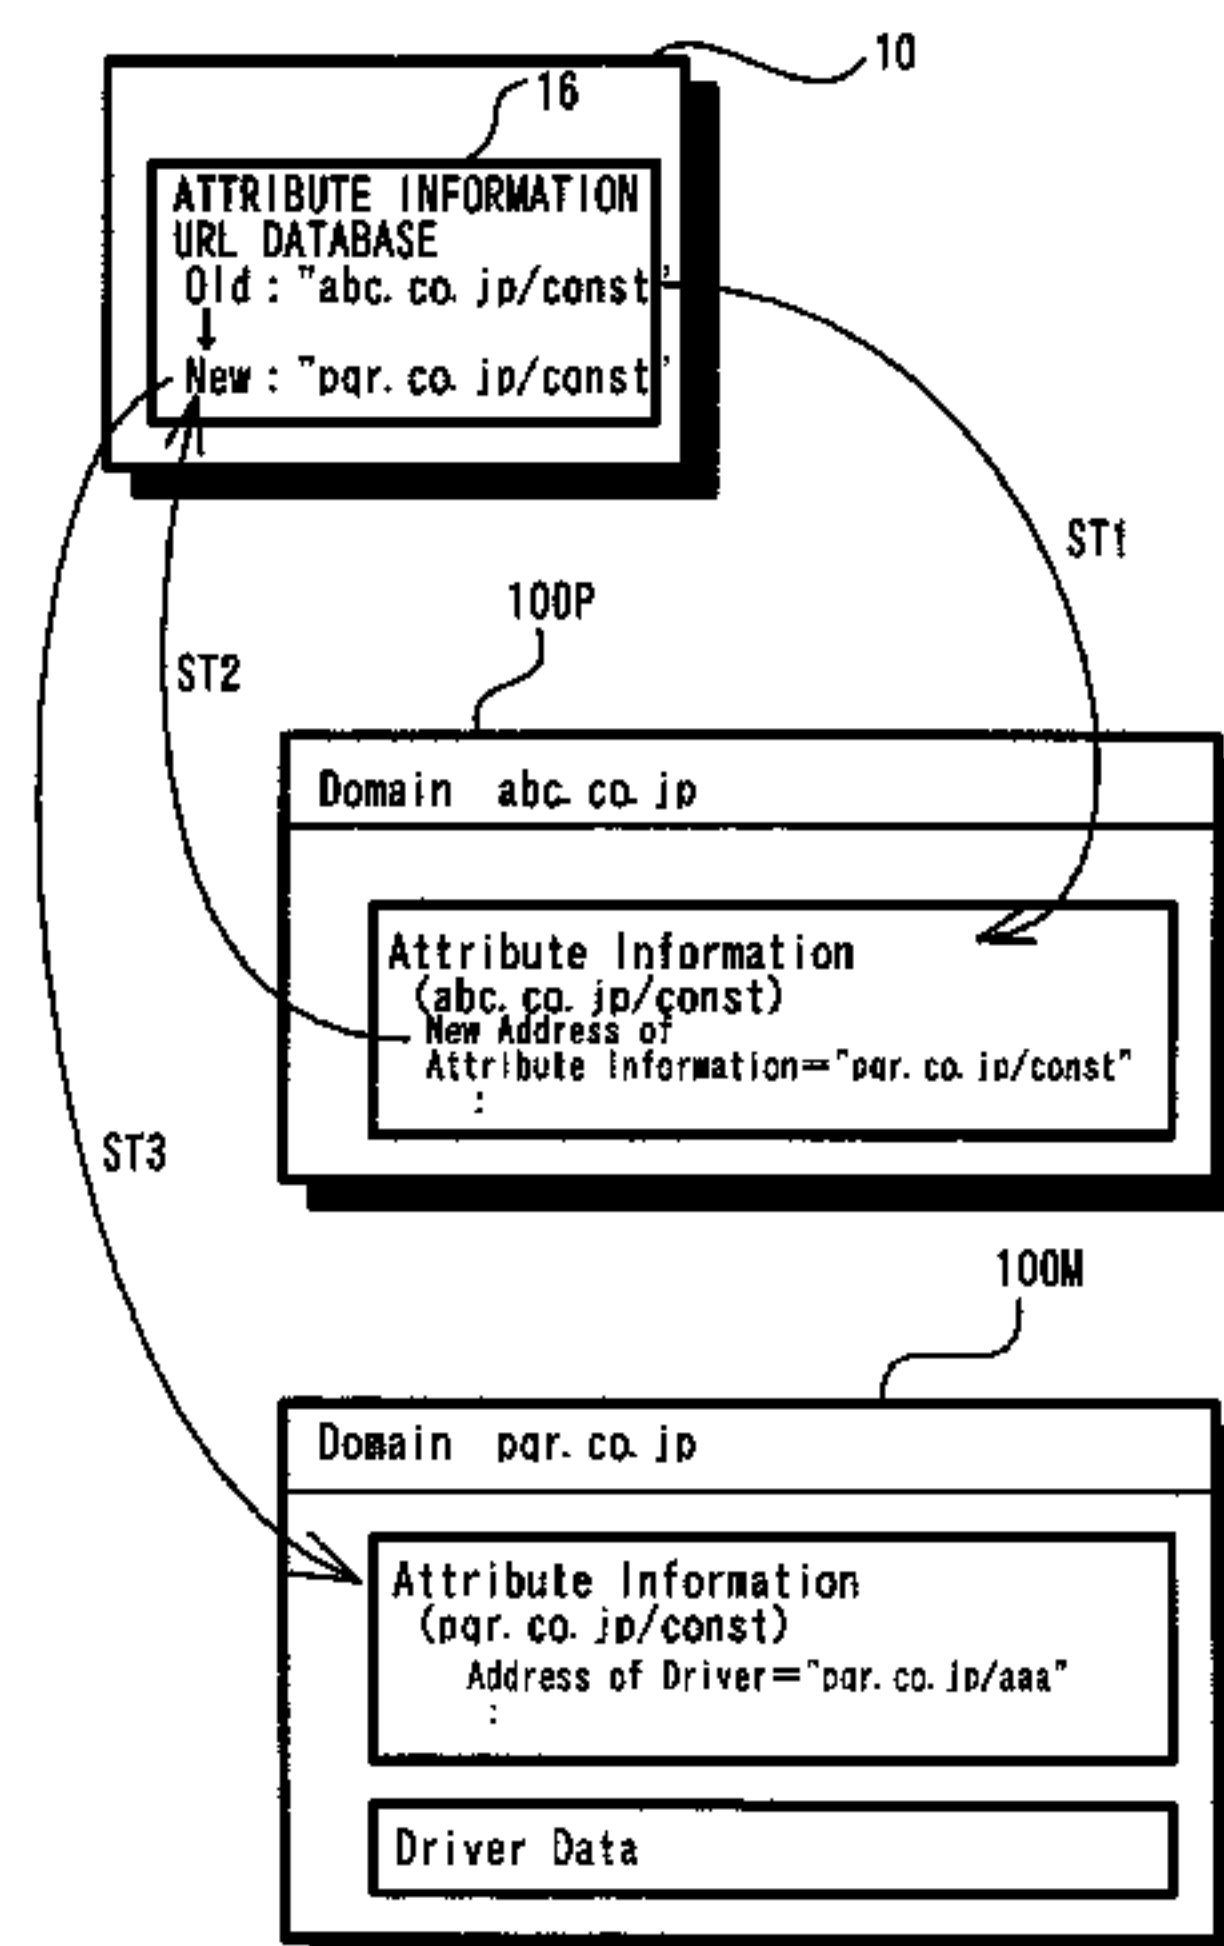 10
16
ATTRIBUTE INFORMATION
URL DATABASE
Old : "abc. co. jp/const"
New : "pqr. co. jp/const"
ST1
100P
ST2
Domain abc. co. jp
Attribute Information
(abc. co. jp/const)
New Address of
Attribute Information="pqr. co. jp/const"
:
ST3
100M
Domain pqr. co. jp
Attribute Information
(pqr. co. jp/const)
Address of Driver="pqr. co. jp/aaa"
:
Driver Data